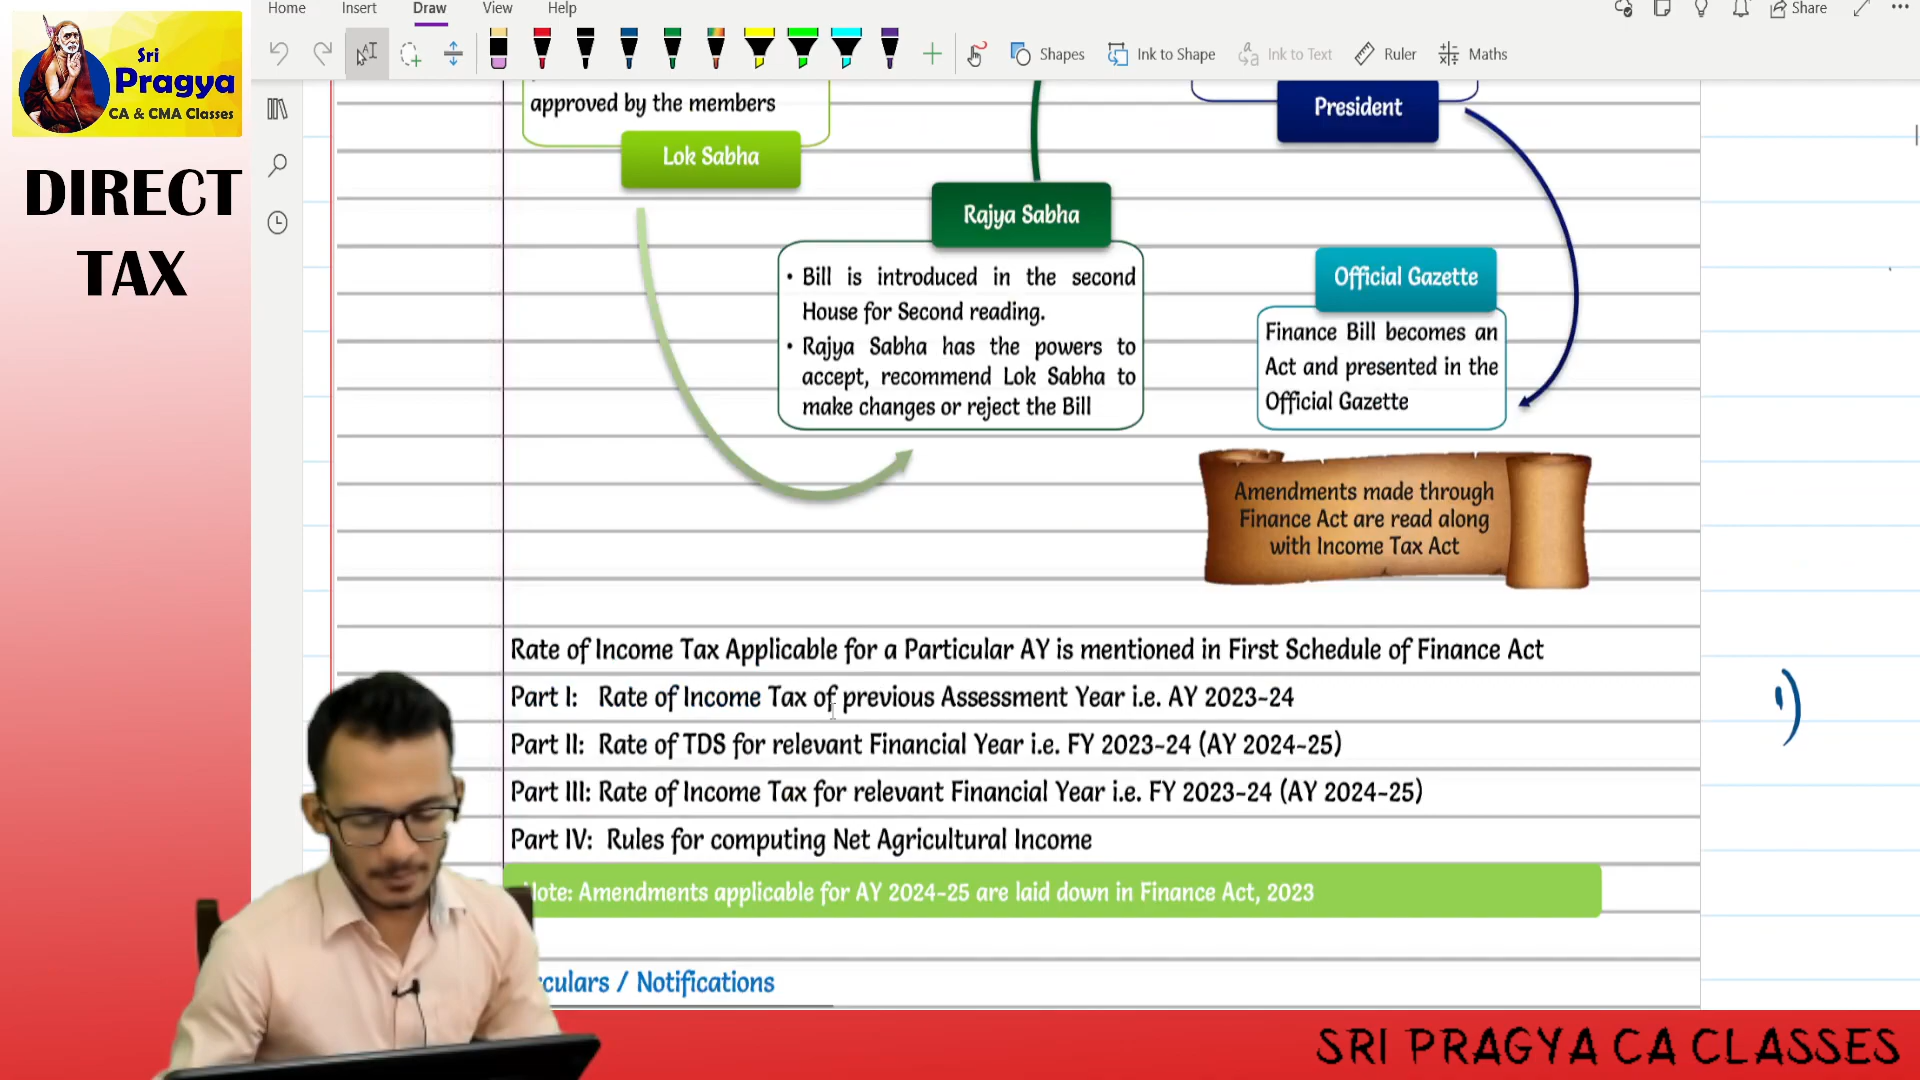 Home Insert Draw View Help
Share
Shapes Ink to Shape Ink to Text Ruler Maths
Sri
Pragya
CA & CMA Classes
DIRECT
TAX
approved by the members
Lok Sabha
President
Rajya Sabha
• Bill is introduced in the second
House for Second reading.
• Rajya Sabha has the powers to
accept, recommend Lok Sabha to
make changes or reject the Bill
Official Gazette
Finance Bill becomes an
Act and presented in the
Official Gazette
Amendments made through
Finance Act are read along
with Income Tax Act
Rate of Income Tax Applicable for a Particular AY is mentioned in First Schedule of Finance Act
Part I: Rate of Income Tax of previous Assessment Year i.e. AY 2023-24
Part II: Rate of TDS for relevant Financial Year i.e. FY 2023-24 (AY 2024-25)
Part III: Rate of Income Tax for relevant Financial Year i.e. FY 2023-24 (AY 2024-25)
Part IV: Rules for computing Net Agricultural Income
Note: Amendments applicable for AY 2024-25 are laid down in Finance Act, 2023
/ Notifications
SRI PRAGYA CA CLASSES